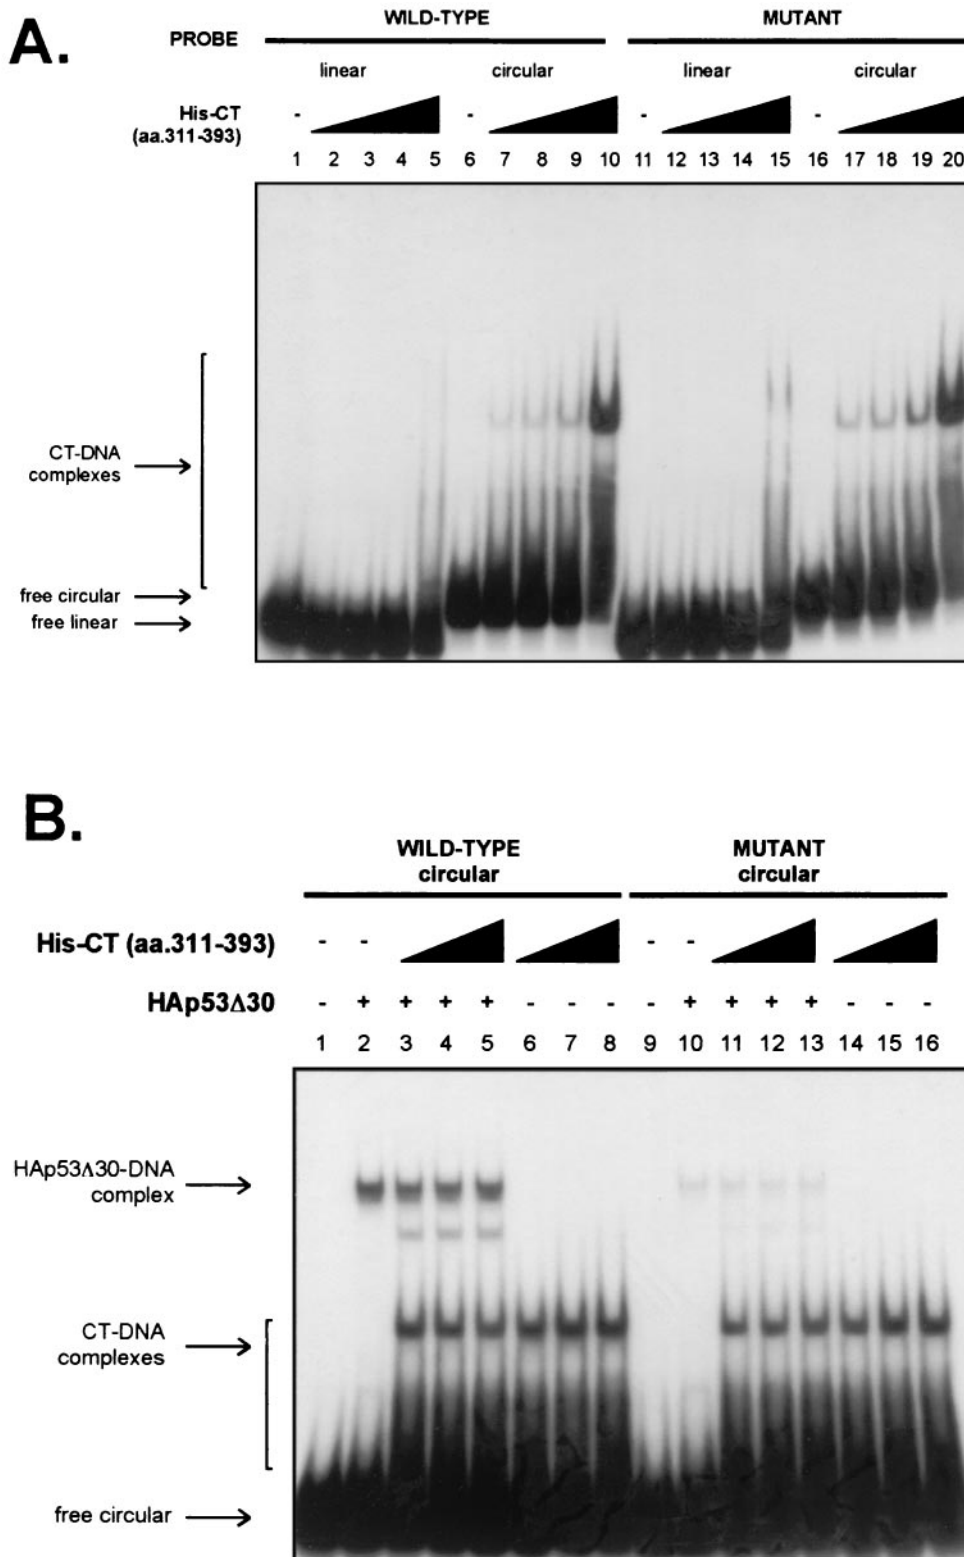 A.
WILD-TYPE MUTANT
PROBE
linear circular linear circular
His-CT
(aa.311-393)
- - - -
1 2 3 4 5 6 7 8 9 10 11 12 13 14 15 16 17 18 19 20
CT-DNA
complexes
free circular
free linear
B.
WILD-TYPE
circular
MUTANT
circular
His-CT (aa.311-393) - - - -
HAp53Δ30 - + + + + - - - - + + + + - - -
1 2 3 4 5 6 7 8 9 10 11 12 13 14 15 16
HAp53Δ30-DNA
complex
CT-DNA
complexes
free circular